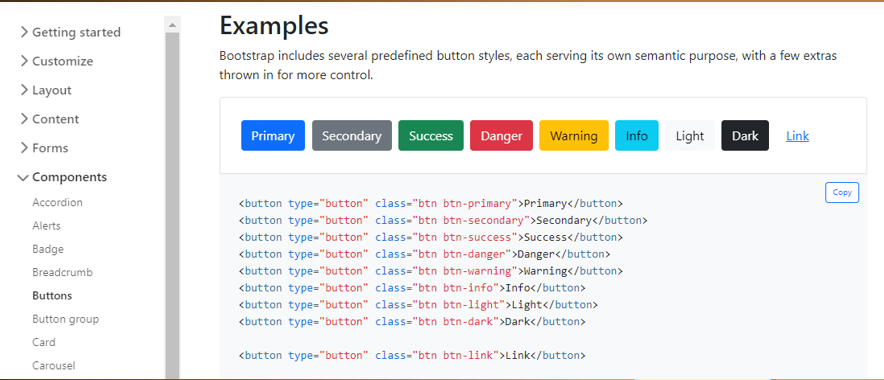 Getting started
Customize
Layout
Content
Forms
Components
Accordion
Alerts
Badge
Breadcrumb
Buttons
Button group
Card
Carousel
Examples
Bootstrap includes several predefined button styles, each serving its own semantic purpose, with a few extras
thrown in for more control.
Primary Secondary Success Danger Warning Info Light Dark Link
Copy
<button type="button" class="btn btn-primary">Primary</button>
<button type="button" class="btn btn-secondary">Secondary</button>
<button type="button" class="btn btn-success">Success</button>
<button type="button" class="btn btn-danger">Danger</button>
<button type="button" class="btn btn-warning">Warning</button>
<button type="button" class="btn btn-info">Info</button>
<button type="button" class="btn btn-light">Light</button>
<button type="button" class="btn btn-dark">Dark</button>
<button type="button" class="btn btn-link">Link</button>